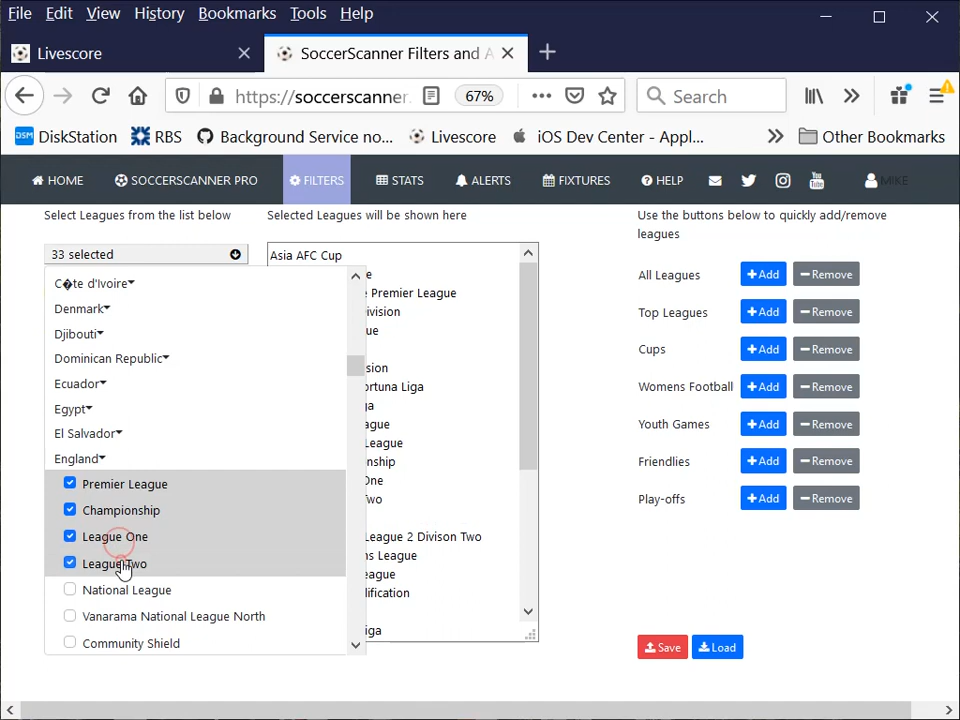 File Edit View History Bookmarks Tools Help
Livescore
SoccerScanner Filters and A
https://soccerscanner. 67% Search
DiskStation RBS Background Service no... Livescore iOS Dev Center - Appl... Other Bookmarks
HOME SOCCERSCANNER PRO FILTERS STATS ALERTS FIXTURES HELP MIKE
Select Leagues from the list below
Selected Leagues will be shown here
Use the buttons below to quickly add/remove
leagues
33 selected
C�te d'Ivoire
Denmark
Djibouti
Dominican Republic
Ecuador
Egypt
El Salvador
England
Premier League
Championship
League One
League Two
National League
Vanarama National League North
Community Shield
Asia AFC Cup
e
e Premier League
ivision
ue
sion
ortuna Liga
ga
ague
League
onship
One
Two
League 2 Divison Two
ns League
eague
lification
iga
All Leagues Add Remove
Top Leagues Add Remove
Cups Add Remove
Womens Football Add Remove
Youth Games Add Remove
Friendlies Add Remove
Play-offs Add Remove
Save Load